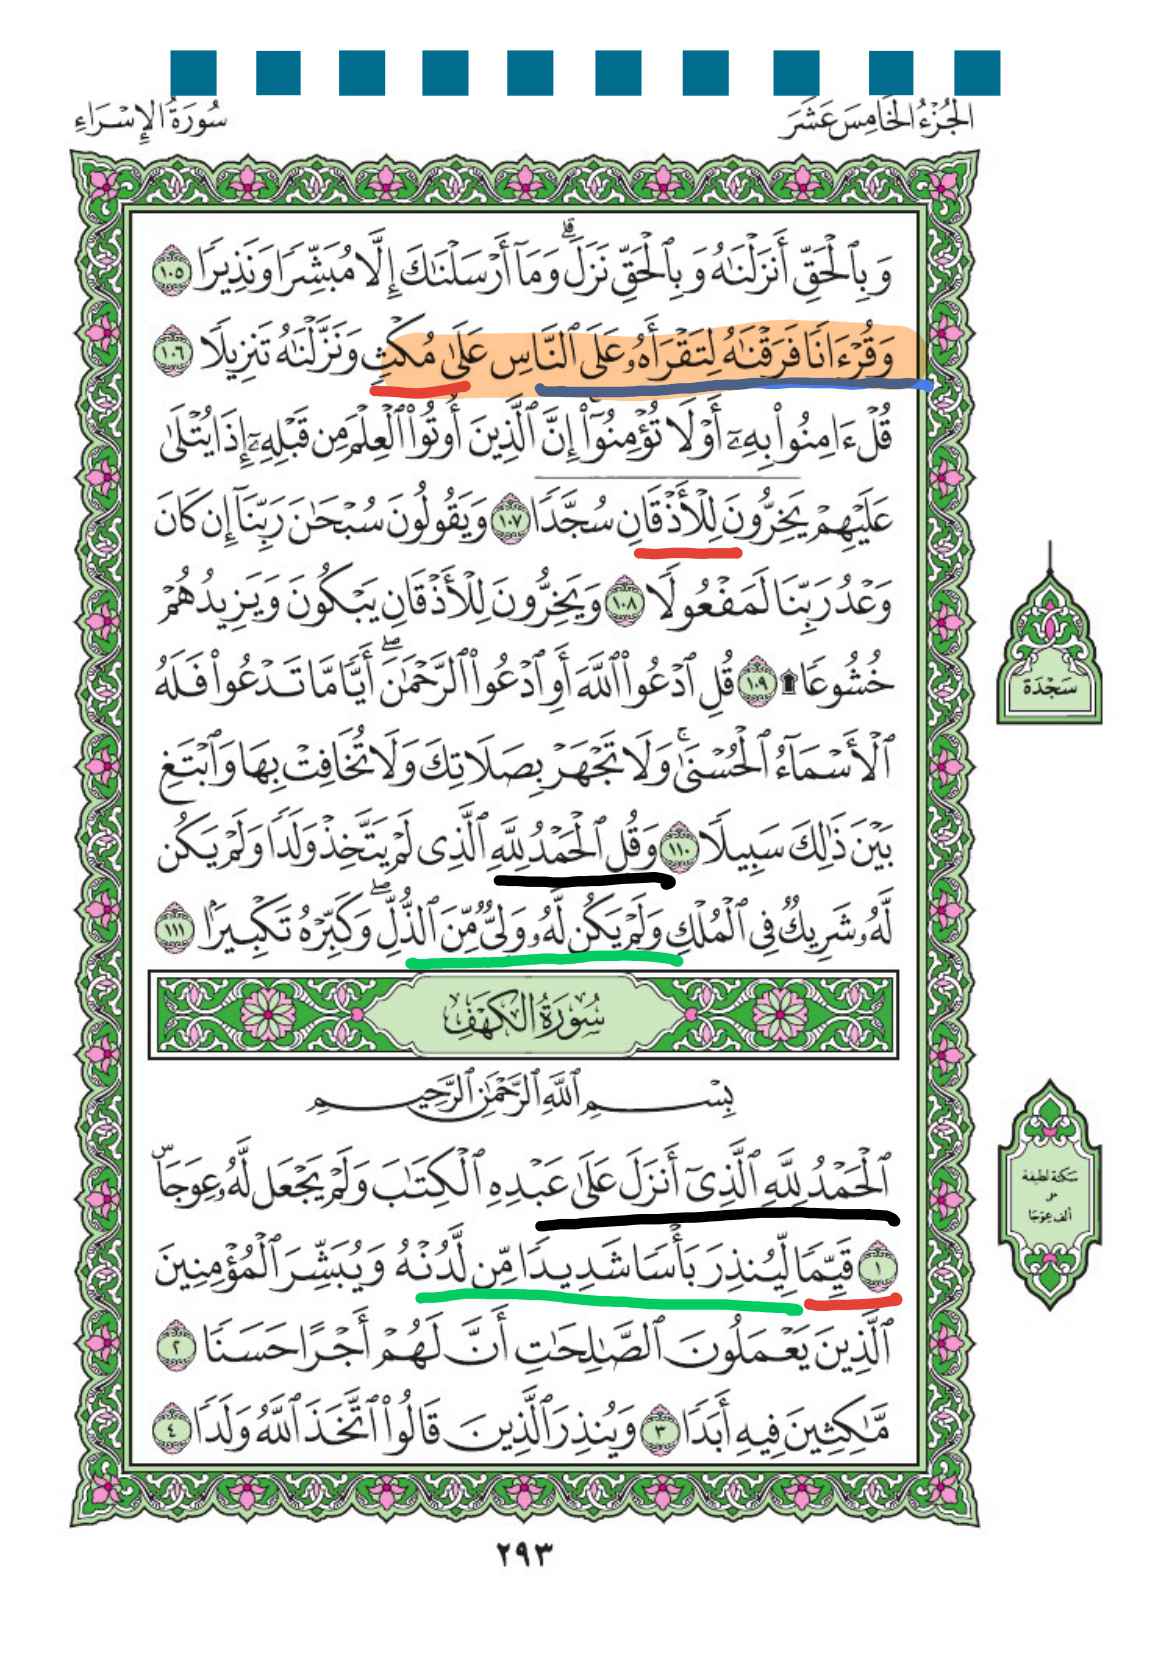 الجُزْءُ الخَامِسَ عَشَرَ
سُورَةُ الإِسْرَاءِ
وَبِٱلْحَقِّ أَنزَلْنَٰهُ وَبِٱلْحَقِّ نَزَلَۗ وَمَآ أَرْسَلْنَٰكَ إِلَّا مُبَشِّرًا وَنَذِيرًا ١٠٥
وَقُرْءَانًا فَرَقْنَٰهُ لِتَقْرَأَهُۥ عَلَى ٱلنَّاسِ عَلَىٰ مُكْثٍ وَنَزَّلْنَٰهُ تَنزِيلًا ١٠٦
قُلْ ءَامِنُوا۟ بِهِۦٓ أَوْ لَا تُؤْمِنُوٓا۟ۚ إِنَّ ٱلَّذِينَ أُوتُوا۟ ٱلْعِلْمَ مِن قَبْلِهِۦٓ إِذَا يُتْلَىٰ
عَلَيْهِمْ يَخِرُّونَ لِلْأَذْقَانِ سُجَّدًا ١٠٧ وَيَقُولُونَ سُبْحَٰنَ رَبِّنَآ إِن كَانَ
وَعْدُ رَبِّنَا لَمَفْعُولًا ١٠٨ وَيَخِرُّونَ لِلْأَذْقَانِ يَبْكُونَ وَيَزِيدُهُمْ
خُشُوعًا ۩ ١٠٩ قُلِ ٱدْعُوا۟ ٱللَّهَ أَوِ ٱدْعُوا۟ ٱلرَّحْمَٰنَۖ أَيًّا مَّا تَدْعُوا۟ فَلَهُ
ٱلْأَسْمَآءُ ٱلْحُسْنَىٰۚ وَلَا تَجْهَرْ بِصَلَاتِكَ وَلَا تُخَافِتْ بِهَا وَٱبْتَغِ
بَيْنَ ذَٰلِكَ سَبِيلًا ١١٠ وَقُلِ ٱلْحَمْدُ لِلَّهِ ٱلَّذِى لَمْ يَتَّخِذْ وَلَدًا وَلَمْ يَكُن
لَّهُۥ شَرِيكٌ فِى ٱلْمُلْكِ وَلَمْ يَكُن لَّهُۥ وَلِىٌّ مِّنَ ٱلذُّلِّۖ وَكَبِّرْهُ تَكْبِيرًۢا ١١١
سُورَةُ الكَهْفِ
بِسْمِ ٱللَّهِ ٱلرَّحْمَٰنِ ٱلرَّحِيمِ
ٱلْحَمْدُ لِلَّهِ ٱلَّذِىٓ أَنزَلَ عَلَىٰ عَبْدِهِ ٱلْكِتَٰبَ وَلَمْ يَجْعَل لَّهُۥ عِوَجَاۜ
١ قَيِّمًا لِّيُنذِرَ بَأْسًا شَدِيدًا مِّن لَّدُنْهُ وَيُبَشِّرَ ٱلْمُؤْمِنِينَ
ٱلَّذِينَ يَعْمَلُونَ ٱلصَّٰلِحَٰتِ أَنَّ لَهُمْ أَجْرًا حَسَنًا ٢
مَّٰكِثِينَ فِيهِ أَبَدًا ٣ وَيُنذِرَ ٱلَّذِينَ قَالُوا۟ ٱتَّخَذَ ٱللَّهُ وَلَدًا ٤
سَجْدَة
سَكتة لطيفة
على
ألف عِوَجَا
٢٩٣